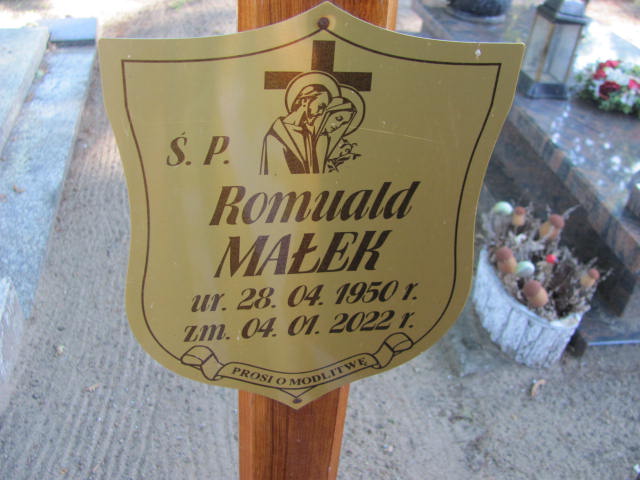 Ś. P.
Romuald
MAŁEK
ur. 28. 04. 1950 r.
zm. 04. 01. 2022 r.
PROSI O MODLITWĘ